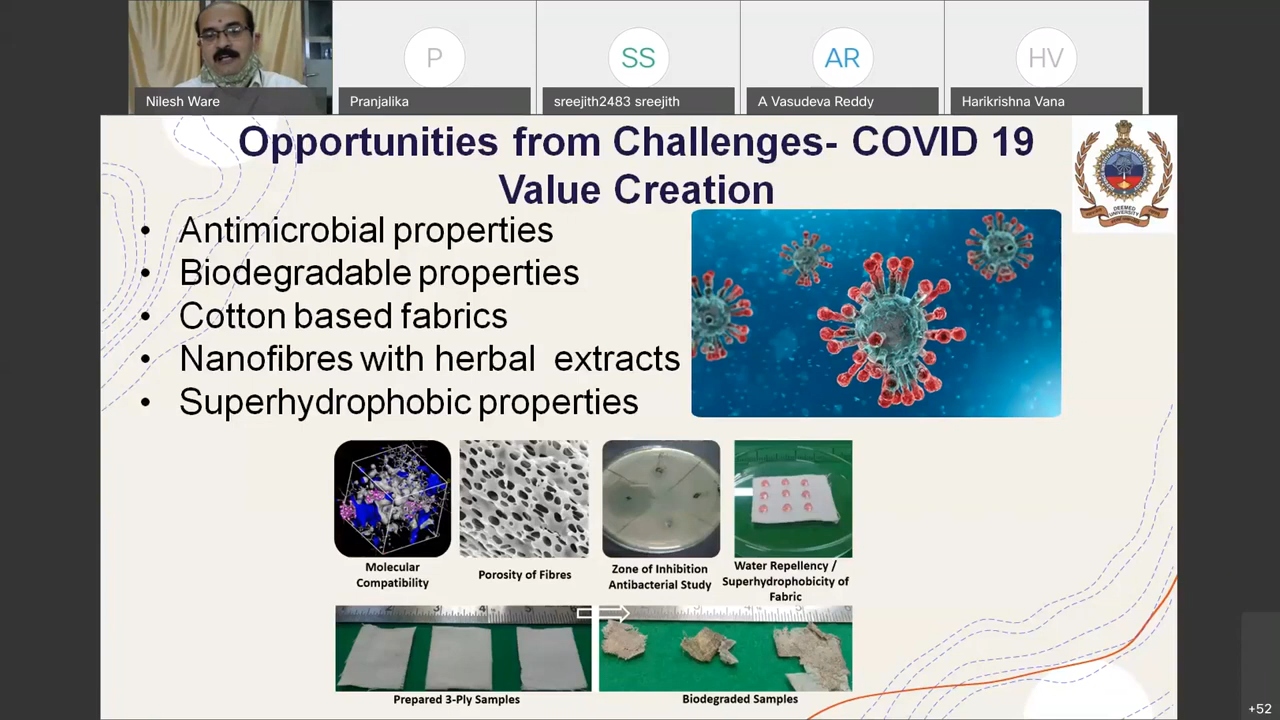 P
SS
AR
HV
Nilesh Ware
Pranjalika
sreejith2483 sreejith
A Vasudeva Reddy
Harikrishna Vana
Opportunities from Challenges- COVID 19
Value Creation
DEEMED
UNIVERSITY
• Antimicrobial properties
• Biodegradable properties
• Cotton based fabrics
• Nanofibres with herbal extracts
• Superhydrophobic properties
Molecular
Compatibility
Porosity of Fibres
Zone of Inhibition
Antibacterial Study
Water Repellency /
Superhydrophobicity of
Fabric
Prepared 3-Ply Samples
Biodegraded Samples
+52